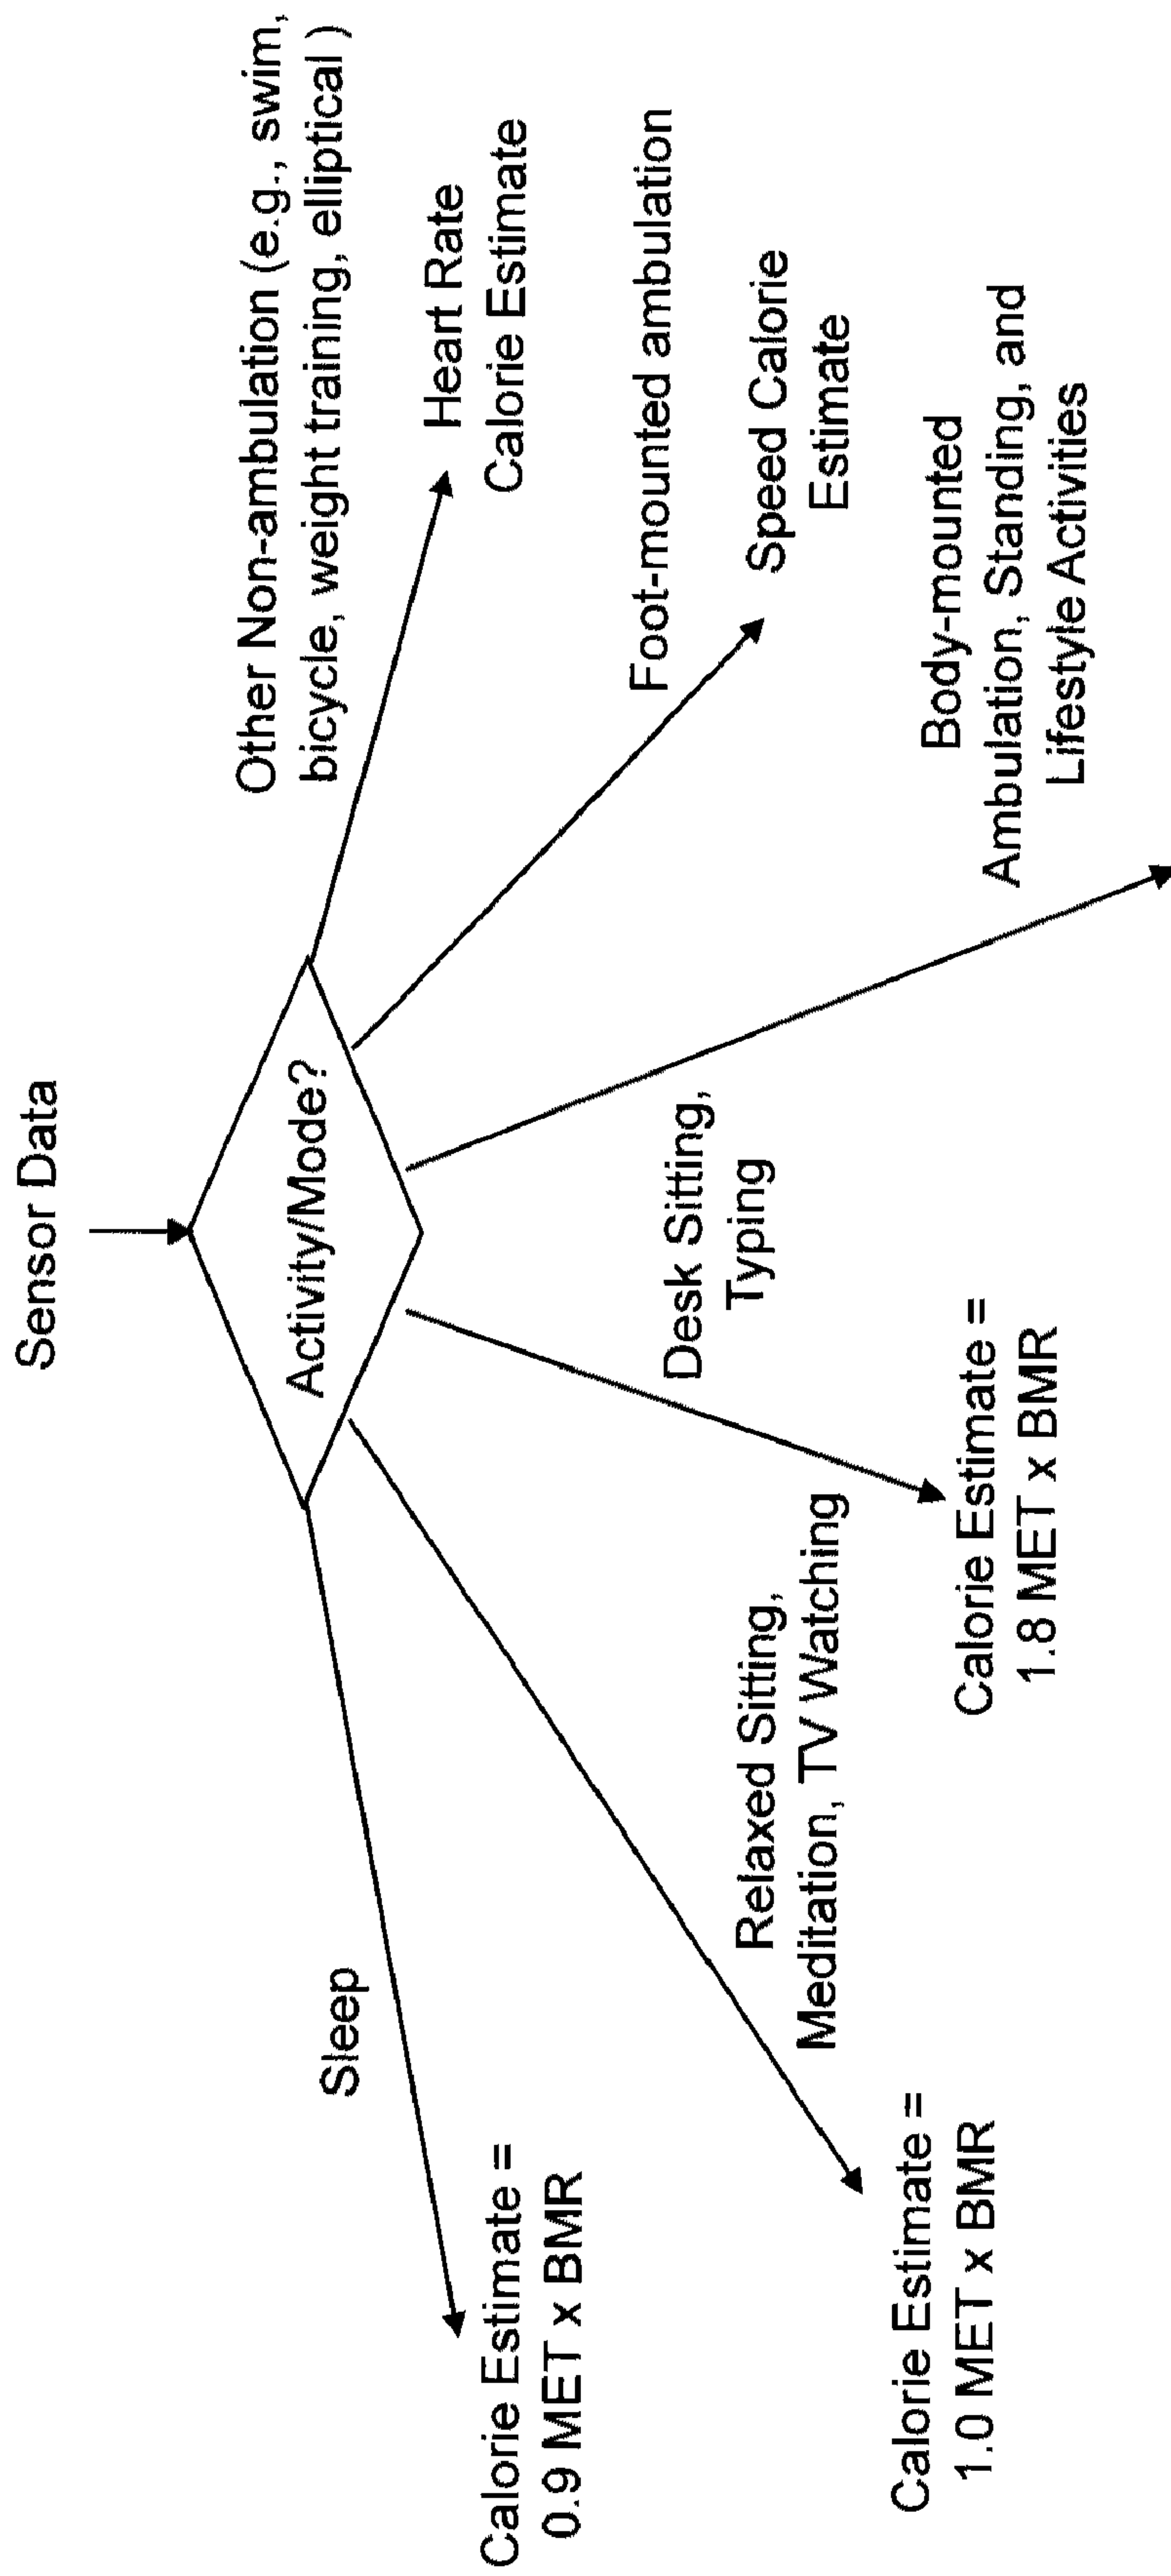 Sensor Data
Activity/Mode?
Sleep
Calorie Estimate =
0.9 MET x BMR
Relaxed Sitting,
Meditation, TV Watching
Calorie Estimate =
1.0 MET x BMR
Desk Sitting,
Typing
Calorie Estimate =
1.8 MET x BMR
Body-mounted
Ambulation, Standing, and
Lifestyle Activities
Foot-mounted ambulation
Speed Calorie
Estimate
Other Non-ambulation (e.g., swim,
bicycle, weight training, elliptical )
Heart Rate
Calorie Estimate